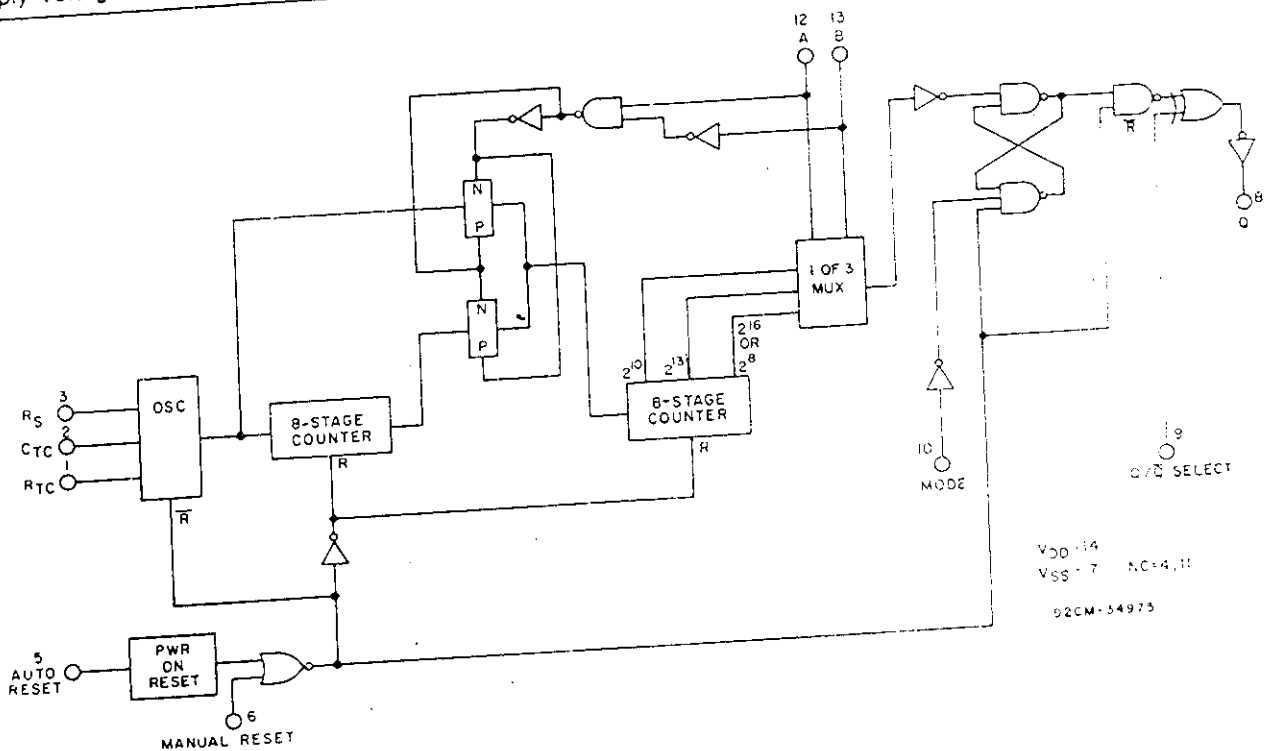 12
A
13
B
N
P
N
P
R̅
1 OF 3
MUX
2^10
2^13
2^16
OR
2^8
8
Q
3
R_S
2
C_TC
1
R_TC
OSC
R̅
8-STAGE
COUNTER
R
8-STAGE
COUNTER
R
10
MODE
9
Q/Q̅ SELECT
V_DD = 14
V_SS = 7 NC=4,11
92CM-34973
5
AUTO
RESET
PWR
ON
RESET
6
MANUAL RESET